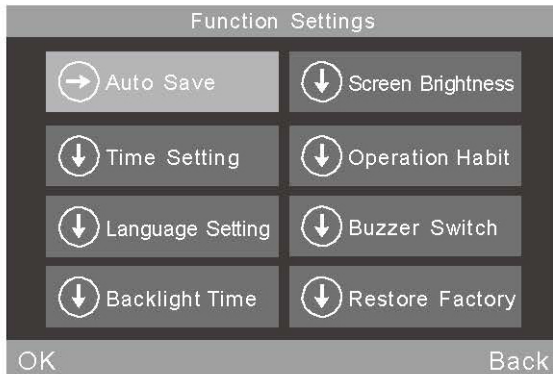 Function Settings
Auto Save
Screen Brightness
Time Setting
Operation Habit
Language Setting
Buzzer Switch
Backlight Time
Restore Factory
OK
Back